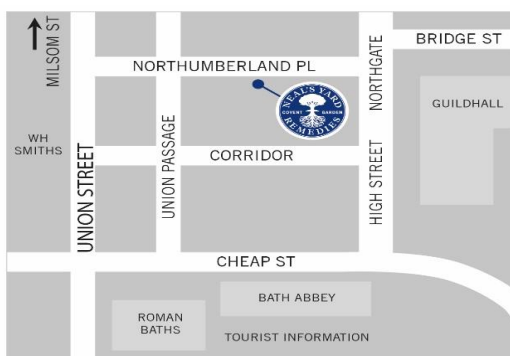 MILSOM ST
BRIDGE ST
NORTHUMBERLAND PL
NORTHGATE
NEAL'S YARD
COVENT GARDEN
REMEDIES
GUILDHALL
WH
SMITHS
UNION STREET
UNION PASSAGE
CORRIDOR
HIGH STREET
CHEAP ST
BATH ABBEY
ROMAN
BATHS
TOURIST INFORMATION